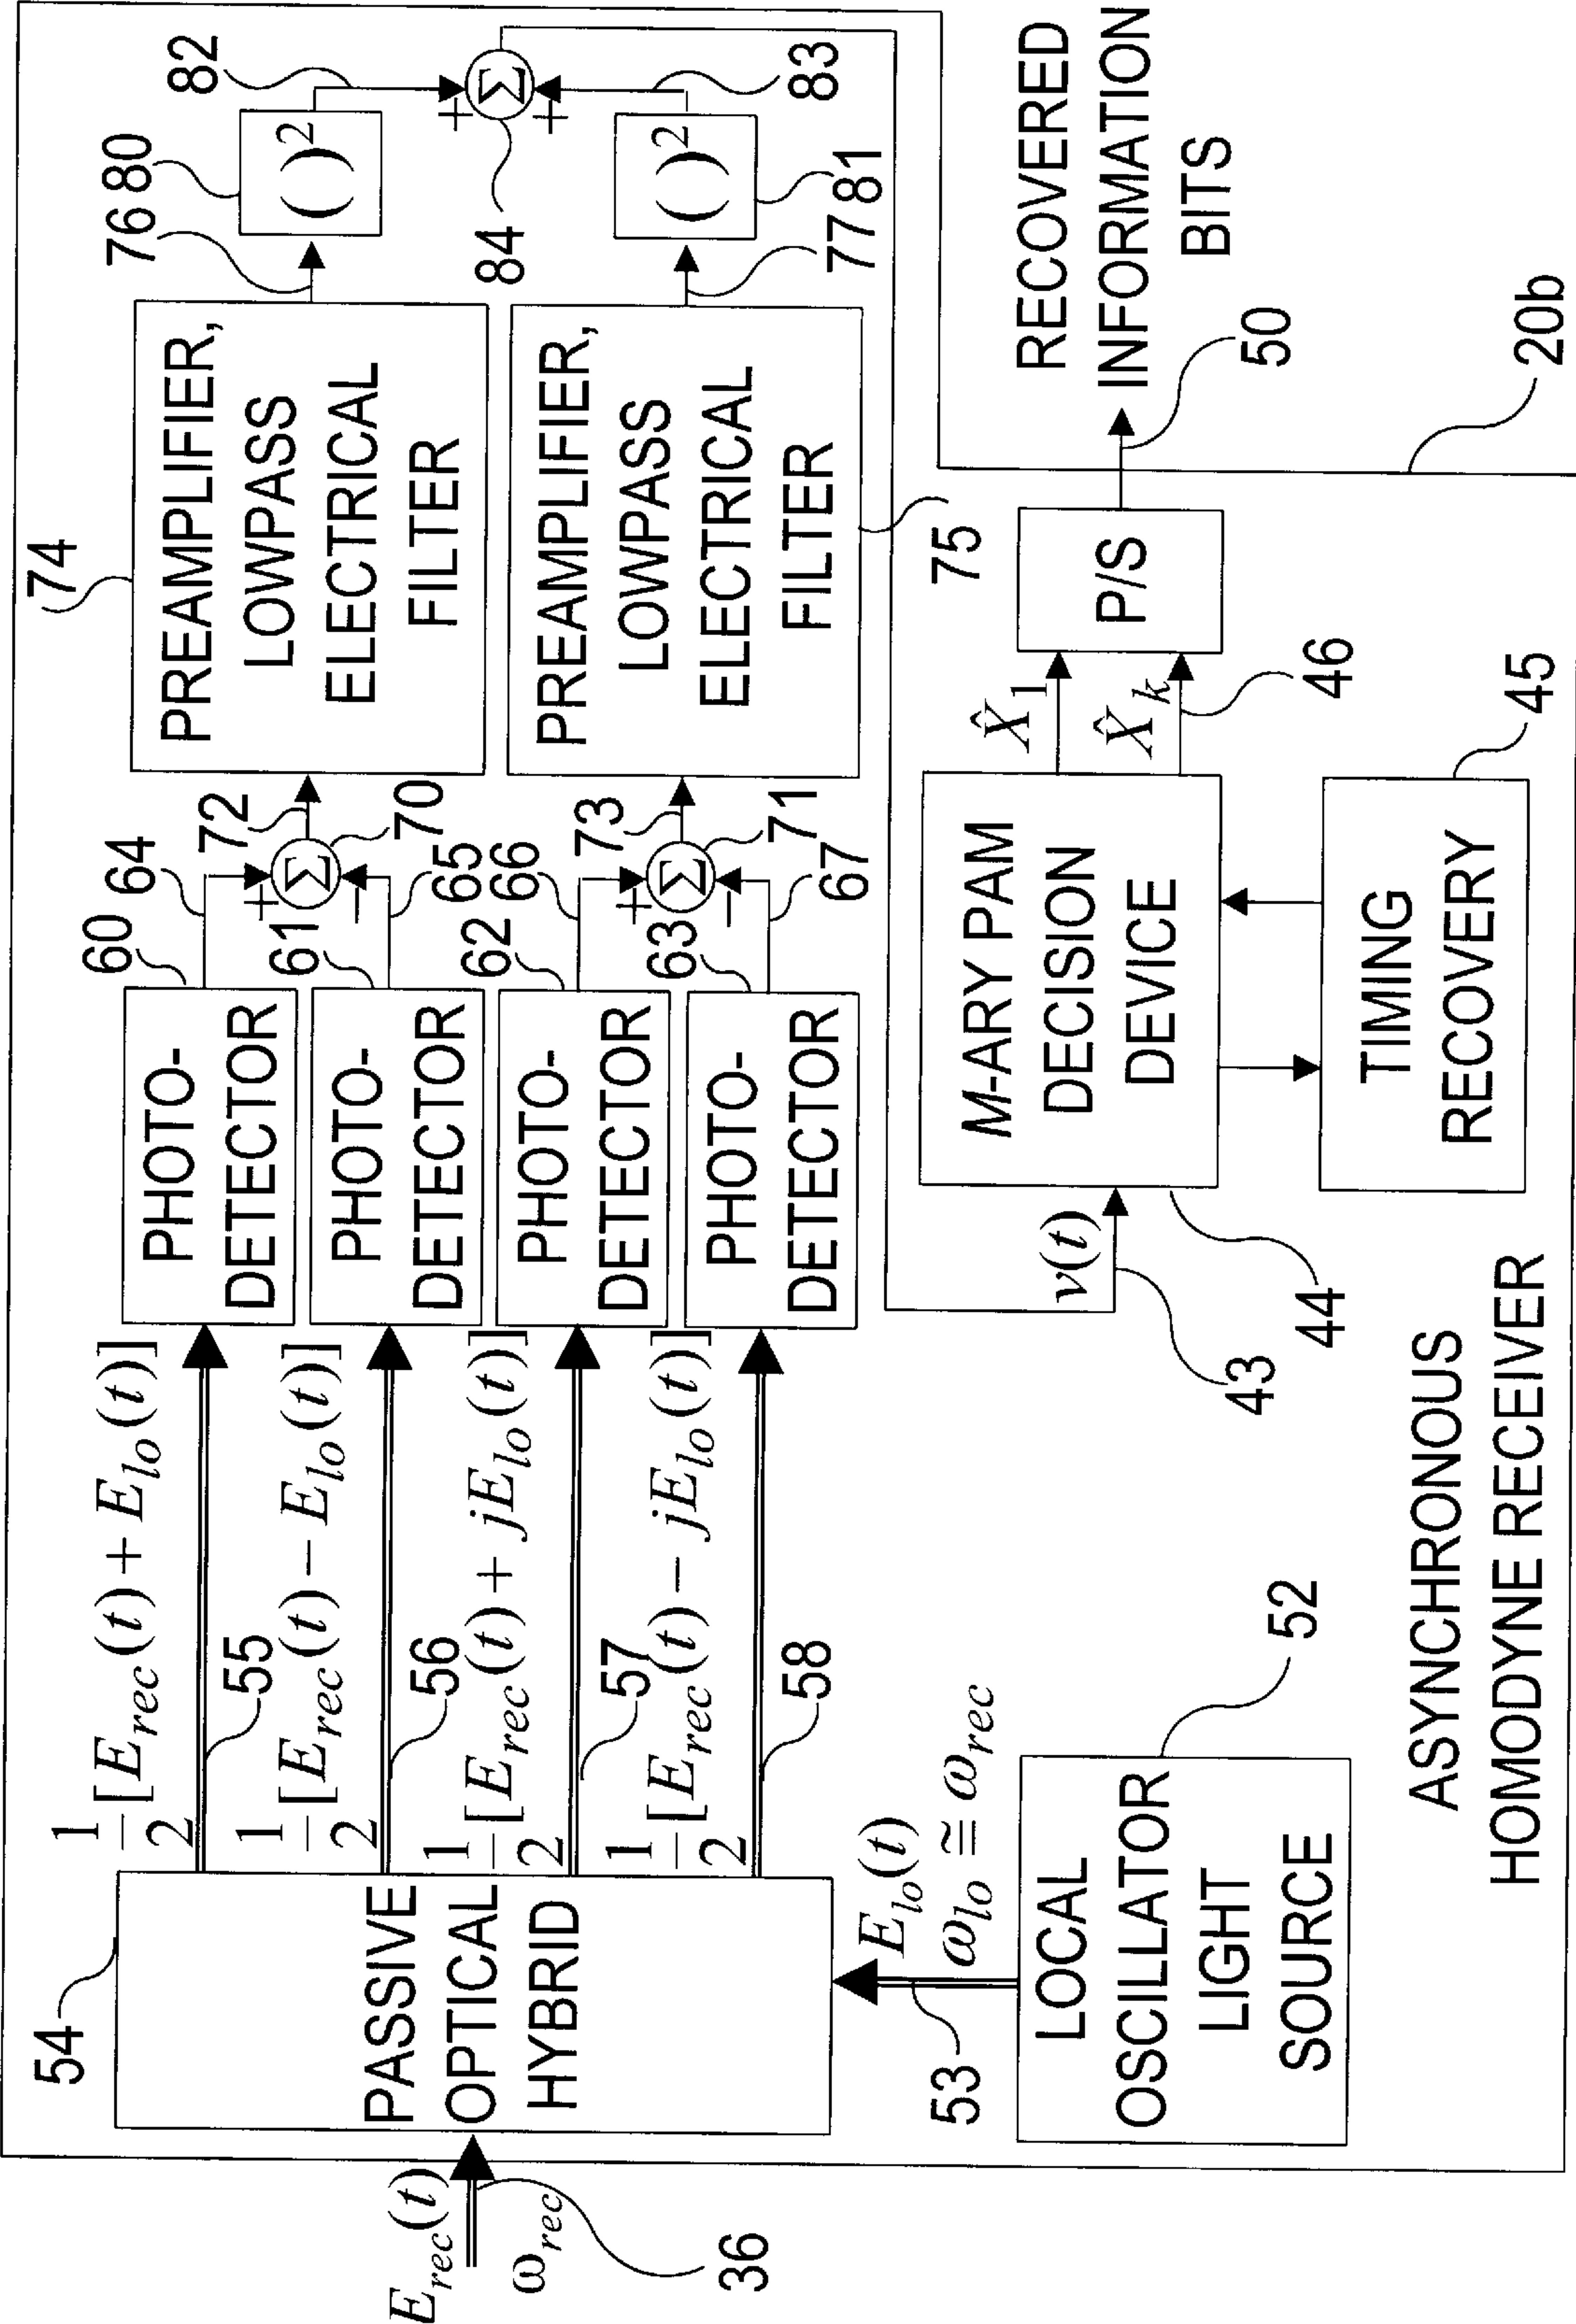 E_rec(t)
ω_rec
36
54
PASSIVE
OPTICAL
HYBRID
1/2[E_rec(t) + E_lo(t)]
55
1/2[E_rec(t) − E_lo(t)]
56
1/2[E_rec(t) + jE_lo(t)]
57
1/2[E_rec(t) − jE_lo(t)]
58
E_lo(t)
ω_lo ≅ ω_rec
53
LOCAL
OSCILLATOR
LIGHT
SOURCE
52
60
PHOTO-
DETECTOR
61
PHOTO-
DETECTOR
62
PHOTO-
DETECTOR
63
PHOTO-
DETECTOR
64
+
Σ
−
65
70
72
66
+
Σ
−
67
71
73
74
PREAMPLIFIER,
LOWPASS
ELECTRICAL
FILTER
PREAMPLIFIER,
LOWPASS
ELECTRICAL
FILTER
75
76
80
( )²
82
+
Σ
+
84
83
( )²
77
81
v(t)
43
M-ARY PAM
DECISION
DEVICE
44
TIMING
RECOVERY
45
X̂_1
X̂_k
46
P/S
50
RECOVERED
INFORMATION
BITS
20b
ASYNCHRONOUS
HOMODYNE RECEIVER